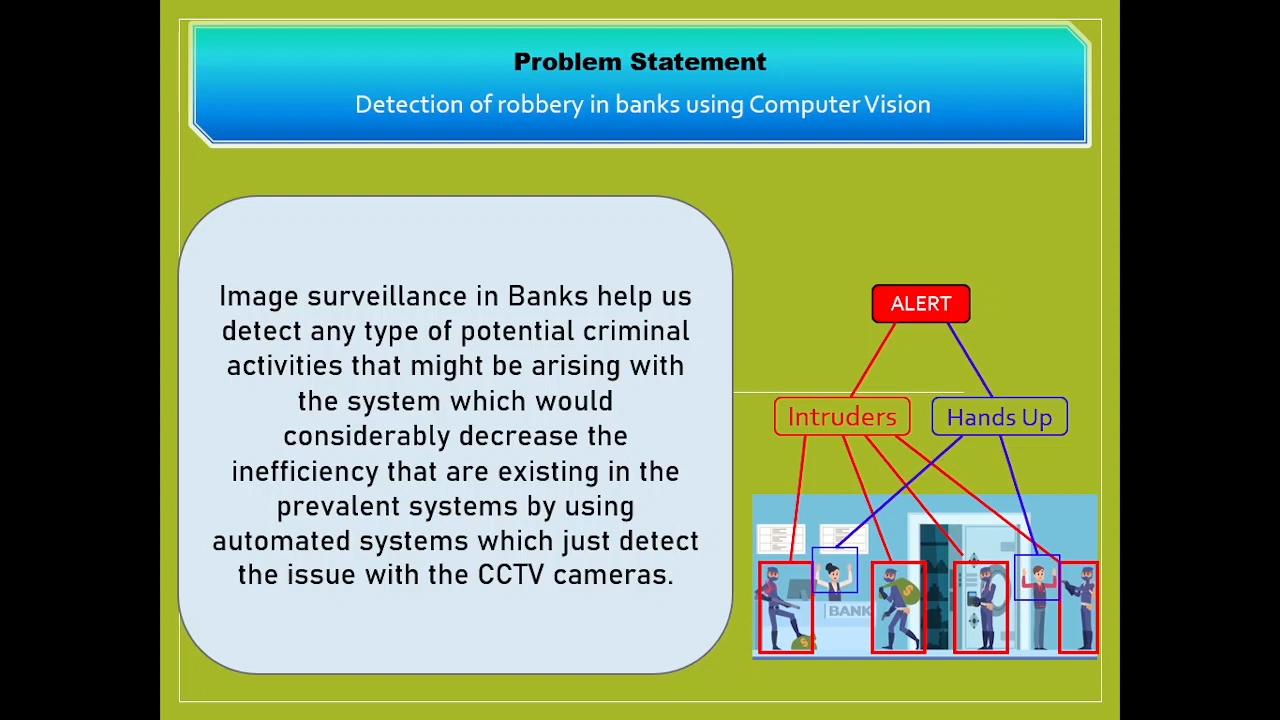 Problem Statement
Detection of robbery in banks using Computer Vision
Image surveillance in Banks help us
detect any type of potential criminal
activities that might be arising with
the system which would
considerably decrease the
inefficiency that are existing in the
prevalent systems by using
automated systems which just detect
the issue with the CCTV cameras.
ALERT
Intruders
Hands Up
BANK
$
$